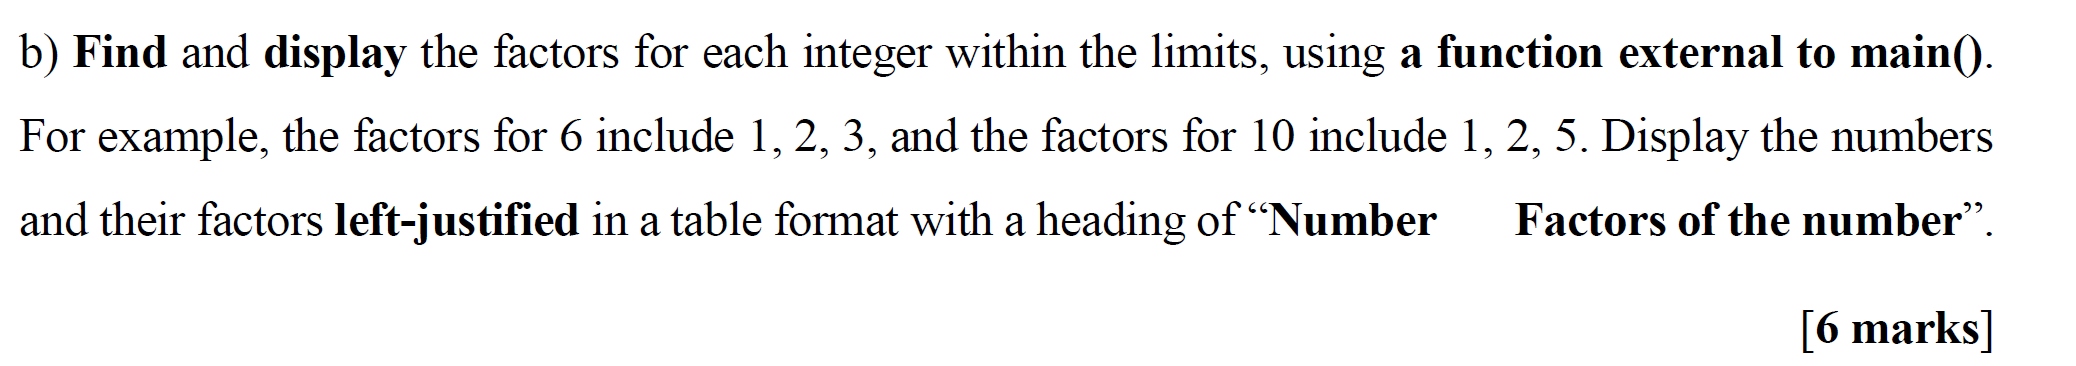 b) Find and display the factors for each integer within the limits, using a function external to main().
For example, the factors for 6 include 1, 2, 3, and the factors for 10 include 1, 2, 5. Display the numbers
and their factors left-justified in a table format with a heading of “Number Factors of the number”.
[6 marks]